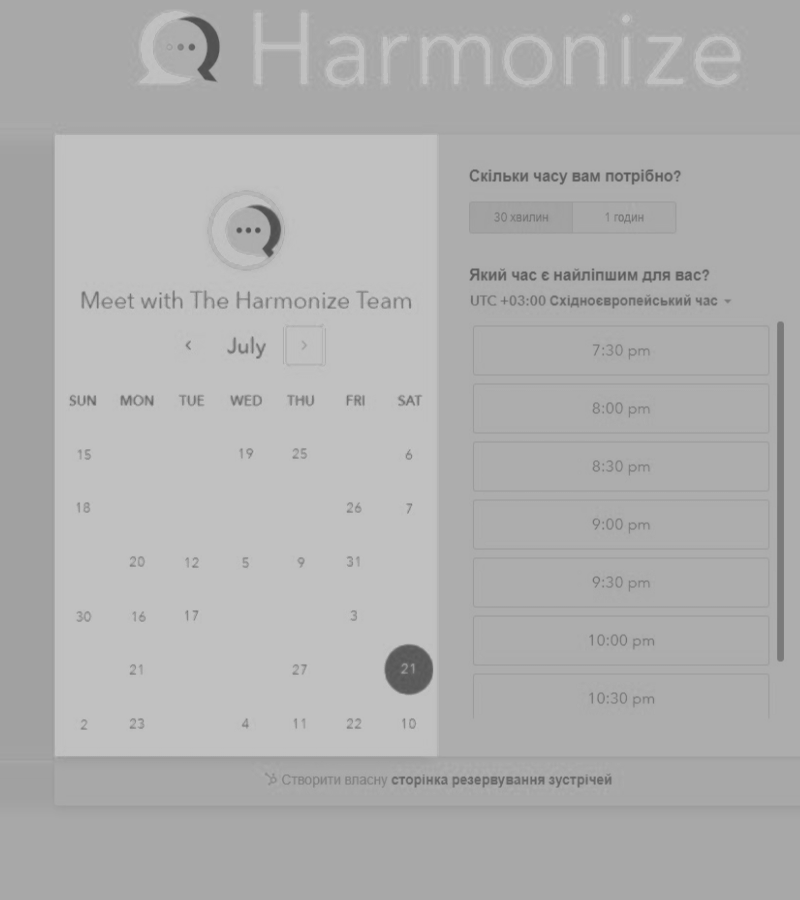 Harmonize
Meet with The Harmonize Team
July
SUN MON TUE WED THU FRI SAT
15 19 25 6
18 26 7
20 12 5 9 31
30 16 17 3
21 27 21
2 23 4 11 22 10
Скільки часу вам потрібно?
30 хвилин 1 годин
Який час є найліпшим для вас?
UTC +03:00 Східноєвропейський час
7:30 pm
8:00 pm
8:30 pm
9:00 pm
9:30 pm
10:00 pm
10:30 pm
Створити власну сторінка резервування зустрічей